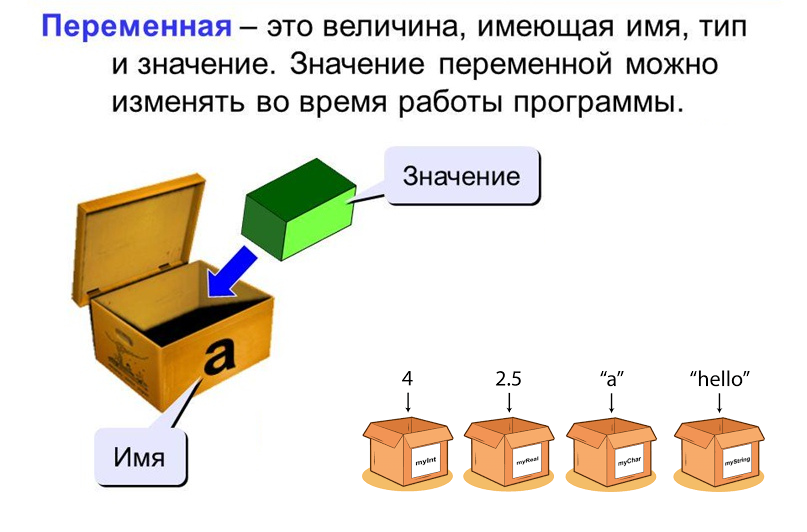 Переменная – это величина, имеющая имя, тип
и значение. Значение переменной можно
изменять во время работы программы.
Значение
a
Имя
4 2.5 “a” “hello”
myInt myReal myChar myString